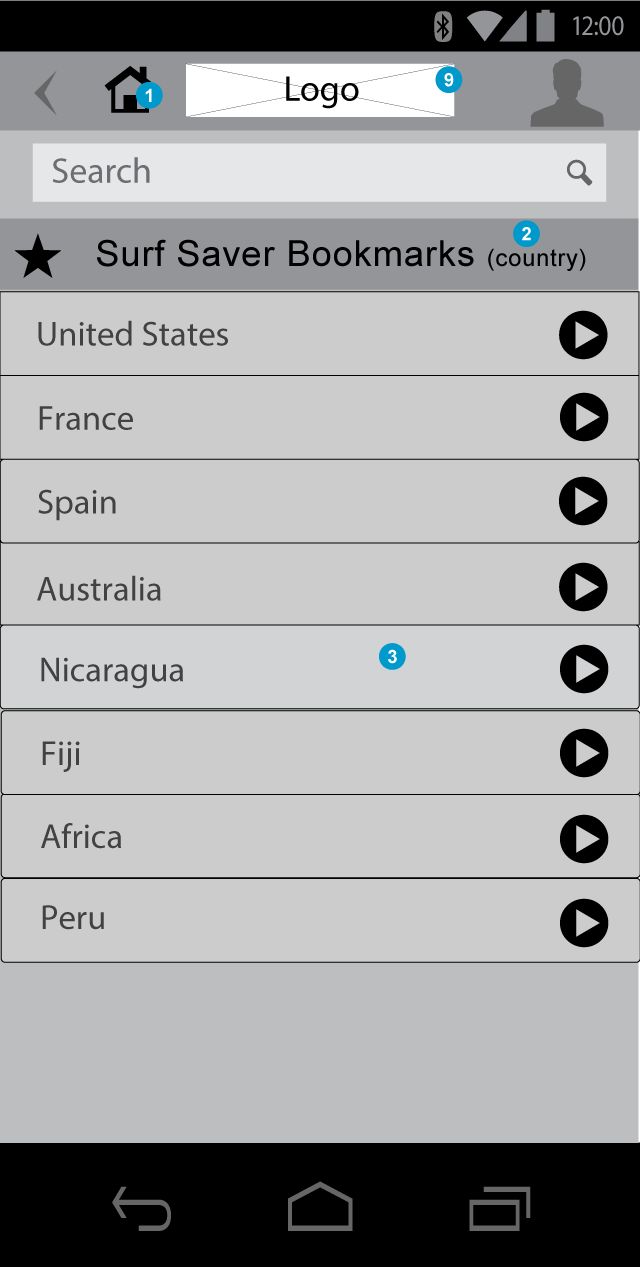 12:00
1
Logo
9
Search
2
Surf Saver Bookmarks (country)
United States
France
Spain
Australia
Nicaragua
3
Fiji
Africa
Peru